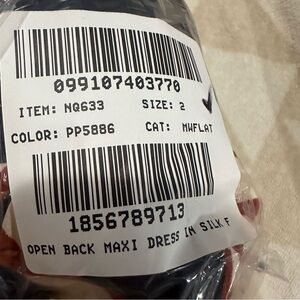 099107403770
ITEM: NQ633 SIZE: 2
COLOR: PP5886 CAT: MWFLAT
1856789713
OPEN BACK MAXI DRESS IN SILK F